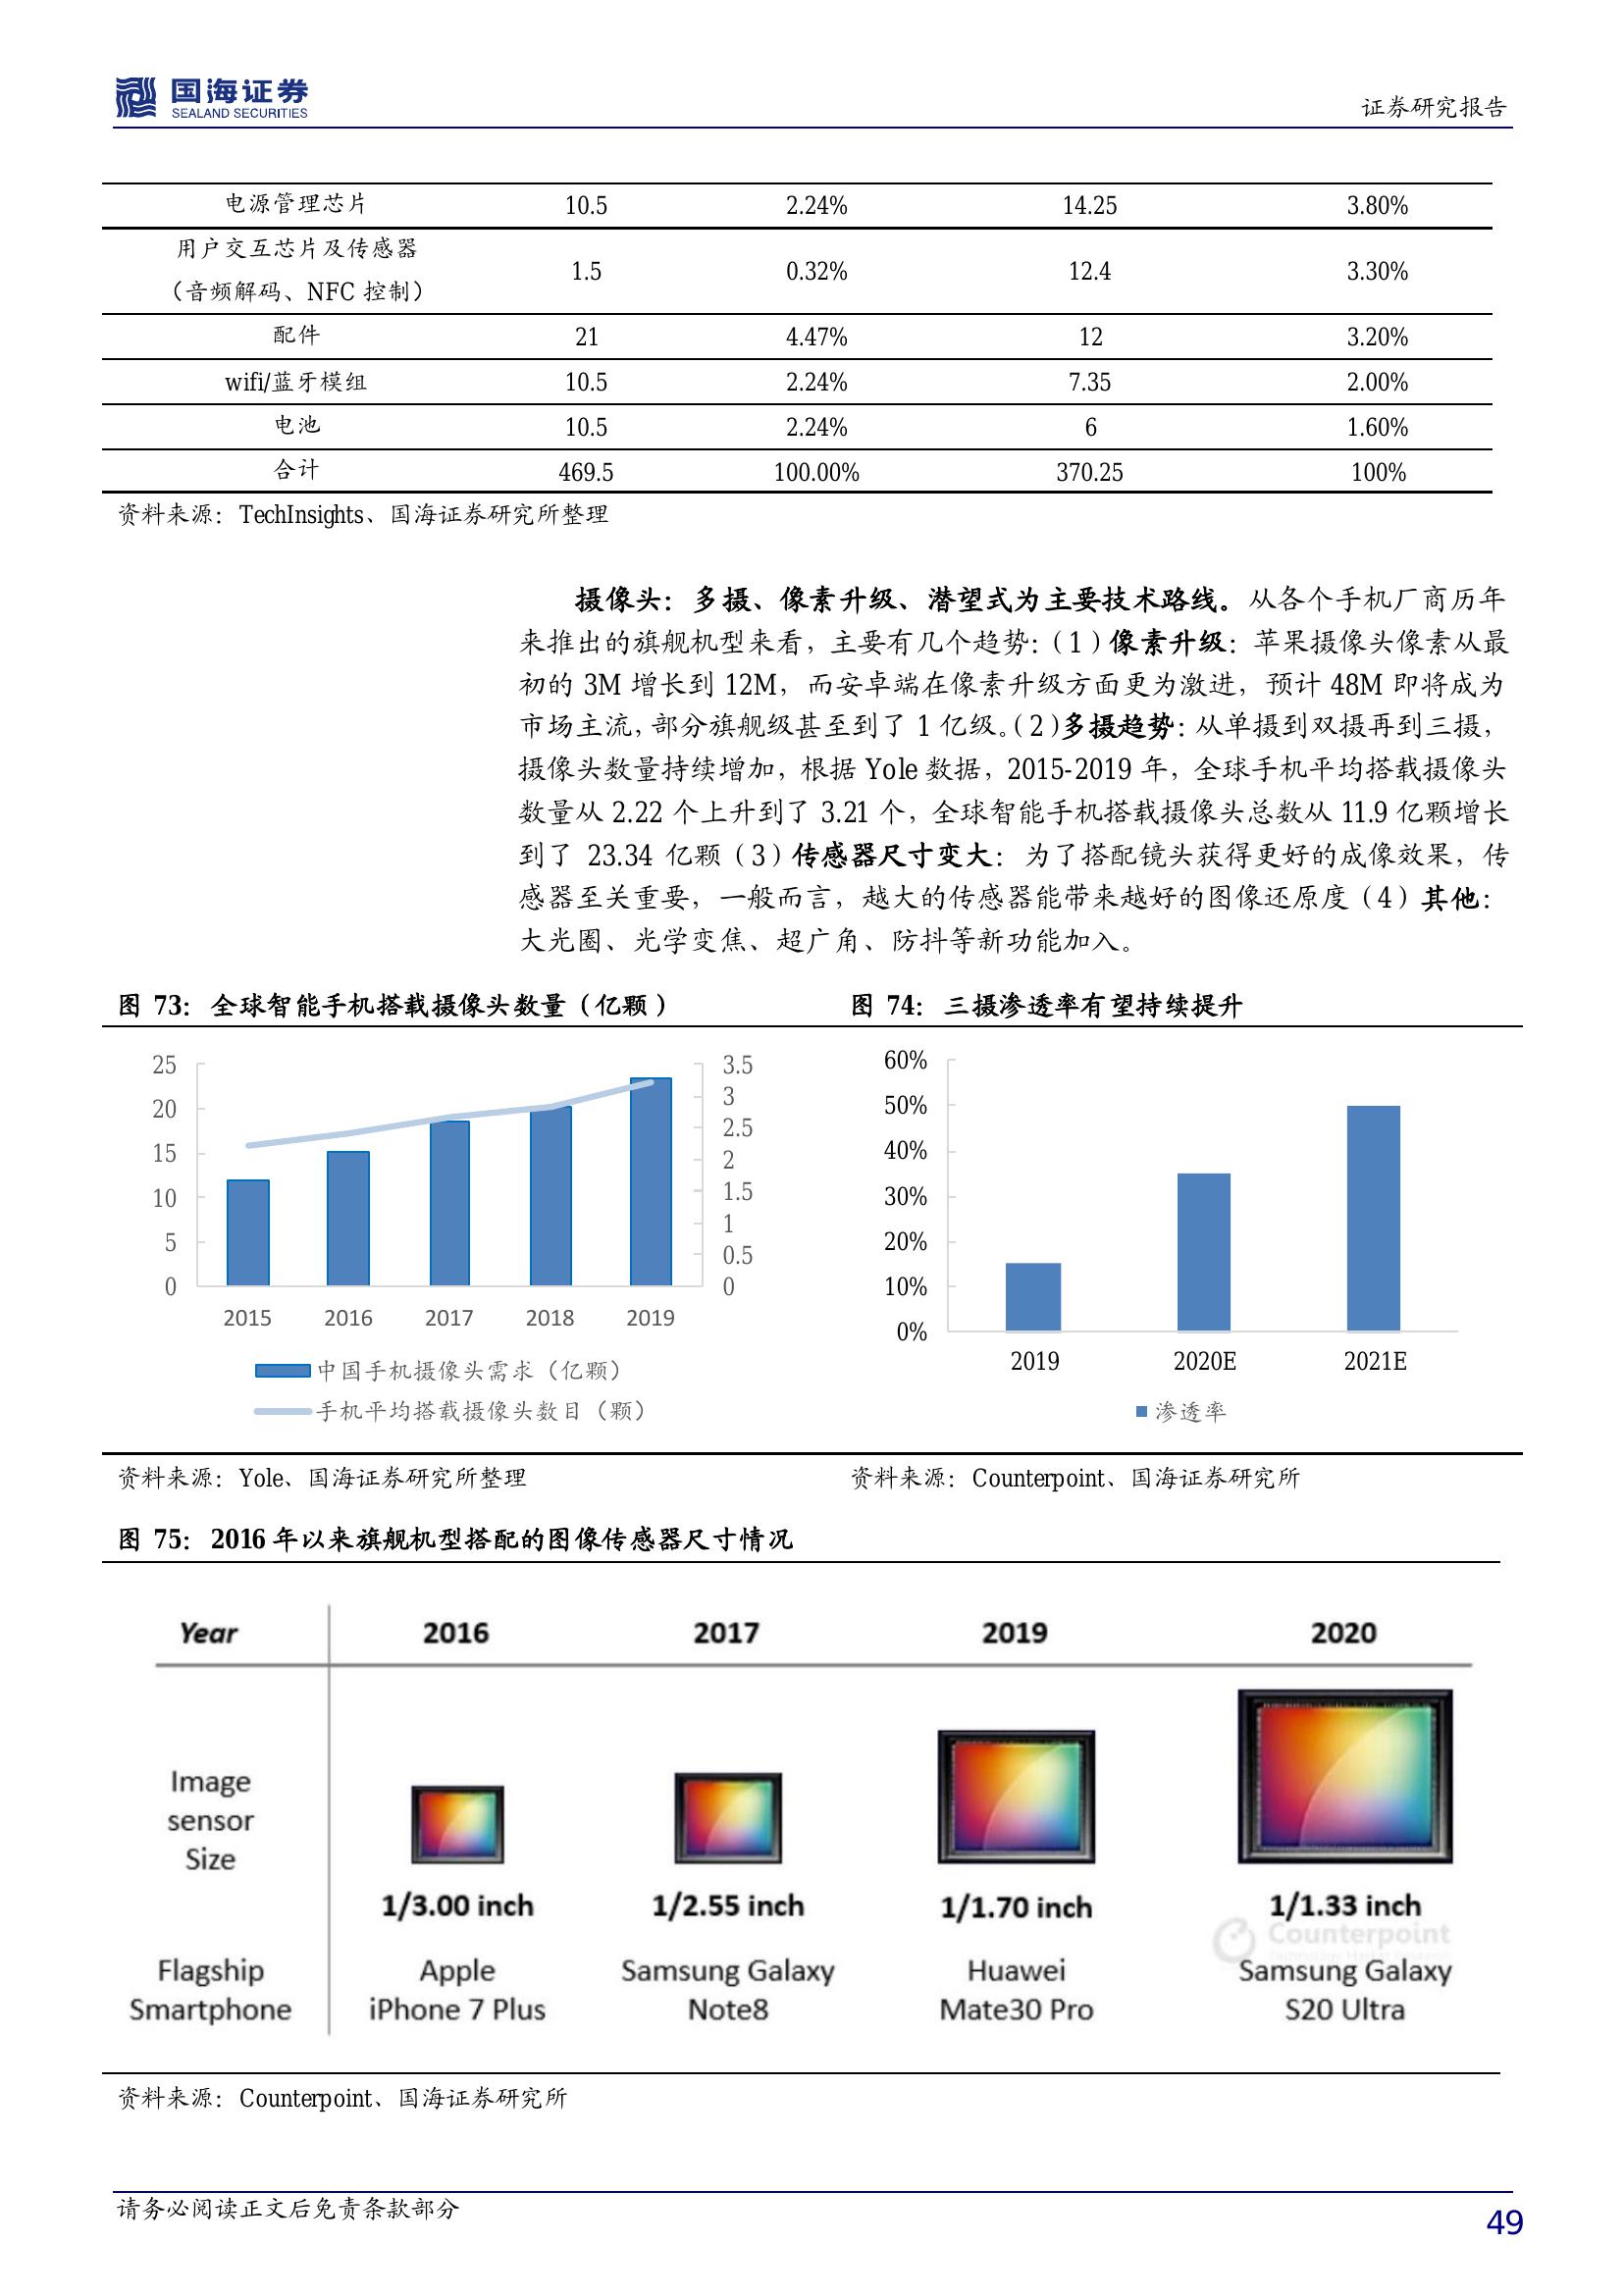 国海证券
SEALAND SECURITIES
证券研究报告
电源管理芯片 10.5 2.24% 14.25 3.80%
用户交互芯片及传感器
（音频解码、NFC 控制） 1.5 0.32% 12.4 3.30%
配件 21 4.47% 12 3.20%
wifi/蓝牙模组 10.5 2.24% 7.35 2.00%
电池 10.5 2.24% 6 1.60%
合计 469.5 100.00% 370.25 100%
资料来源：TechInsights、国海证券研究所整理
摄像头：多摄、像素升级、潜望式为主要技术路线。从各个手机厂商历年
来推出的旗舰机型来看，主要有几个趋势：（1）像素升级：苹果摄像头像素从最
初的 3M 增长到 12M，而安卓端在像素升级方面更为激进，预计 48M 即将成为
市场主流，部分旗舰级甚至到了 1 亿级。（2）多摄趋势：从单摄到双摄再到三摄，
摄像头数量持续增加，根据 Yole 数据，2015-2019 年，全球手机平均搭载摄像头
数量从 2.22 个上升到了 3.21 个，全球智能手机搭载摄像头总数从 11.9 亿颗增长
到了 23.34 亿颗（3）传感器尺寸变大：为了搭配镜头获得更好的成像效果，传
感器至关重要，一般而言，越大的传感器能带来越好的图像还原度（4）其他：
大光圈、光学变焦、超广角、防抖等新功能加入。
图 73：全球智能手机搭载摄像头数量（亿颗）
25
20
15
10
5
0
3.5
3
2.5
2
1.5
1
0.5
0
2015 2016 2017 2018 2019
中国手机摄像头需求（亿颗）
手机平均搭载摄像头数目（颗）
图 74：三摄渗透率有望持续提升
60%
50%
40%
30%
20%
10%
0%
2019 2020E 2021E
渗透率
资料来源：Yole、国海证券研究所整理
资料来源：Counterpoint、国海证券研究所
图 75：2016 年以来旗舰机型搭配的图像传感器尺寸情况
Year 2016 2017 2019 2020
Image
sensor
Size
1/3.00 inch 1/2.55 inch 1/1.70 inch 1/1.33 inch
Counterpoint
Flagship Apple Samsung Galaxy Huawei Samsung Galaxy
Smartphone iPhone 7 Plus Note8 Mate30 Pro S20 Ultra
资料来源：Counterpoint、国海证券研究所
请务必阅读正文后免责条款部分
49